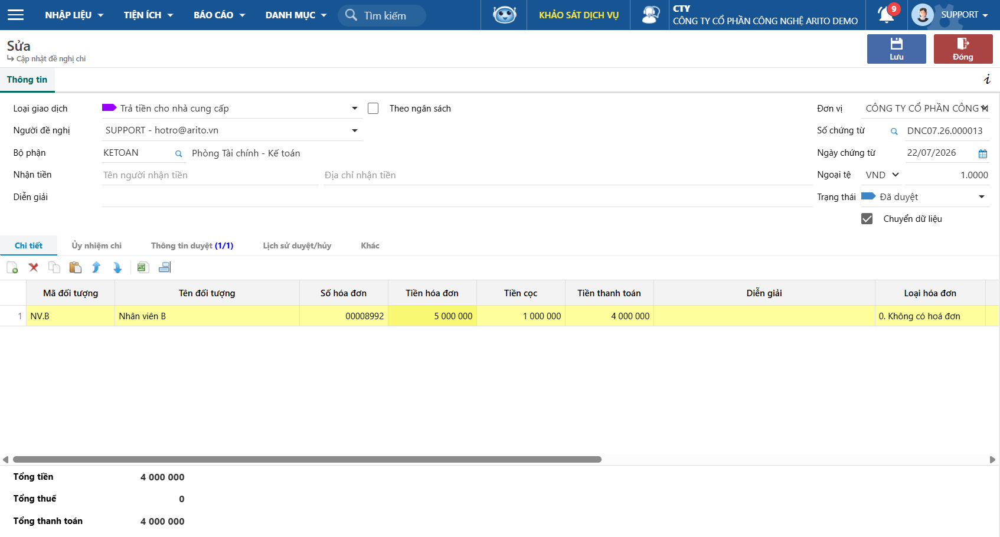 NHẬP LIỆU TIỆN ÍCH BÁO CÁO DANH MỤC Tìm kiếm KHẢO SÁT DỊCH VỤ CTY 9 SUPPORT
CÔNG TY CỔ PHẦN CÔNG NGHỆ ARITO DEMO
Sửa
Cập nhật đề nghị chi
Lưu Đóng
Thông tin i
Loại giao dịch Trả tiền cho nhà cung cấp Theo ngân sách Đơn vị CÔNG TY CỔ PHẦN CÔNG
Người đề nghị SUPPORT - hotro@arito.vn Số chứng từ DNC07.26.000013
Bộ phận KETOAN Phòng Tài chính - Kế toán Ngày chứng từ 22/07/2026
Nhận tiền Tên người nhận tiền Địa chỉ nhận tiền Ngoại tệ VND 1.0000
Diễn giải Trạng thái Đã duyệt
Chuyển dữ liệu
Chi tiết Ủy nhiệm chi Thông tin duyệt (1/1) Lịch sử duyệt/hủy Khác
Mã đối tượng Tên đối tượng Số hóa đơn Tiền hóa đơn Tiền cọc Tiền thanh toán Diễn giải Loại hóa đơn
1 NV.B Nhân viên B 00008992 5 000 000 1 000 000 4 000 000 0. Không có hoá đơn
Tổng tiền 4 000 000
Tổng thuế 0
Tổng thanh toán 4 000 000